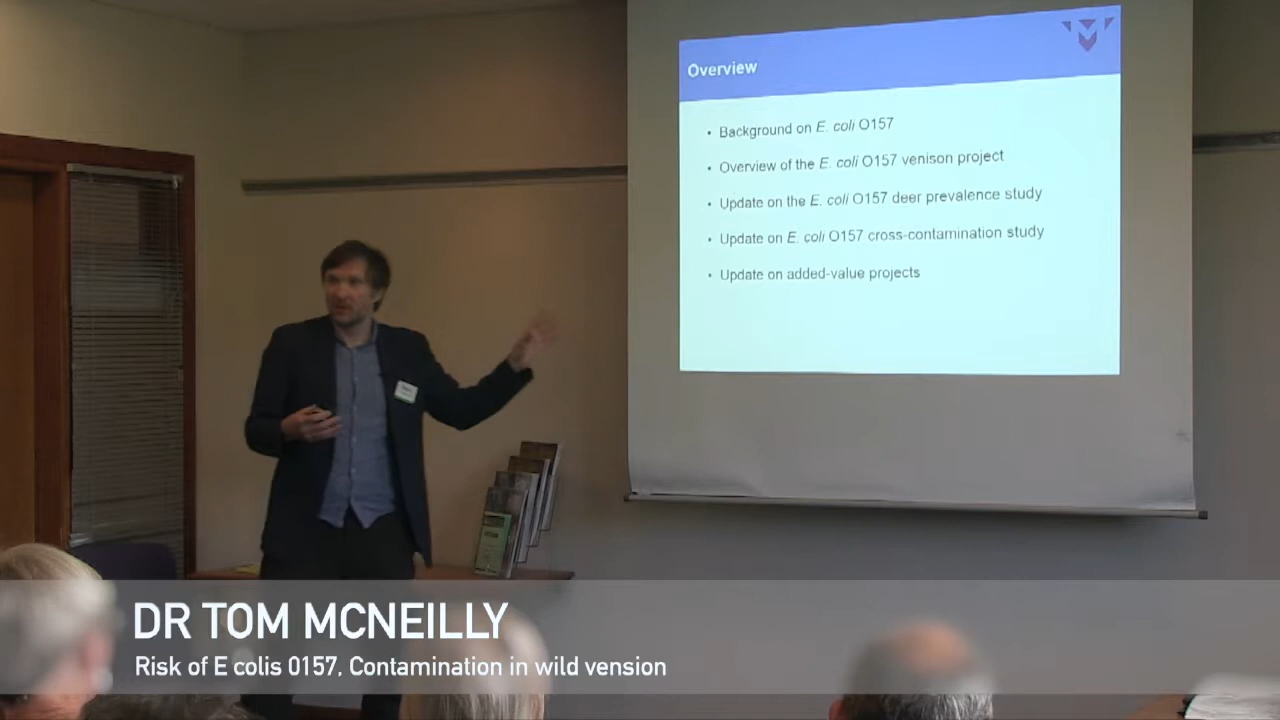 Overview
• Background on E. coli O157
• Overview of the E. coli O157 venison project
• Update on the E. coli O157 deer prevalence study
• Update on E. coli O157 cross-contamination study
• Update on added-value projects
DR TOM MCNEILLY
Risk of E colis 0157, Contamination in wild vension